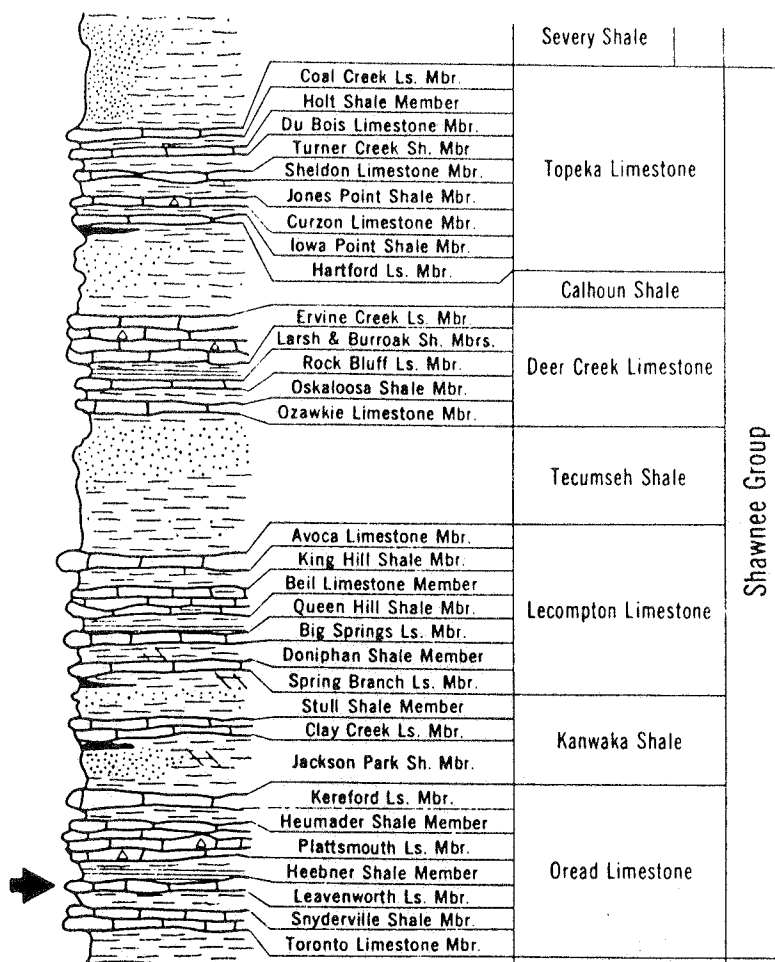 Severy Shale
Coal Creek Ls. Mbr.
Holt Shale Member
Du Bois Limestone Mbr.
Turner Creek Sh. Mbr
Sheldon Limestone Mbr.
Jones Point Shale Mbr.
Curzon Limestone Mbr.
Iowa Point Shale Mbr.
Hartford Ls. Mbr.
Topeka Limestone
Calhoun Shale
Ervine Creek Ls. Mbr.
Larsh & Burroak Sh. Mbrs.
Rock Bluff Ls. Mbr.
Oskaloosa Shale Mbr.
Ozawkie Limestone Mbr.
Deer Creek Limestone
Tecumseh Shale
Avoca Limestone Mbr.
King Hill Shale Mbr.
Beil Limestone Member
Queen Hill Shale Mbr.
Big Springs Ls. Mbr.
Doniphan Shale Member
Spring Branch Ls. Mbr.
Lecompton Limestone
Stull Shale Member
Clay Creek Ls. Mbr.
Jackson Park Sh. Mbr.
Kanwaka Shale
Kereford Ls. Mbr.
Heumader Shale Member
Plattsmouth Ls. Mbr.
Heebner Shale Member
Leavenworth Ls. Mbr.
Snyderville Shale Mbr.
Toronto Limestone Mbr.
Oread Limestone
Shawnee Group